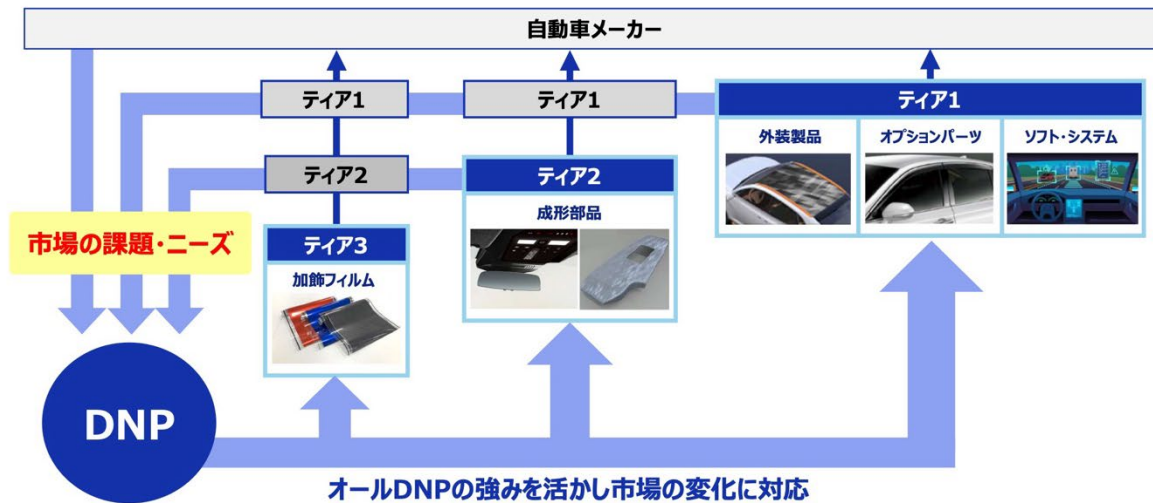 自動車メーカー
ティア1
ティア1
ティア1
外装製品
オプションパーツ
ソフト・システム
ティア2
ティア2
成形部品
市場の課題・ニーズ
ティア3
加飾フィルム
DNP
オールDNPの強みを活かし市場の変化に対応